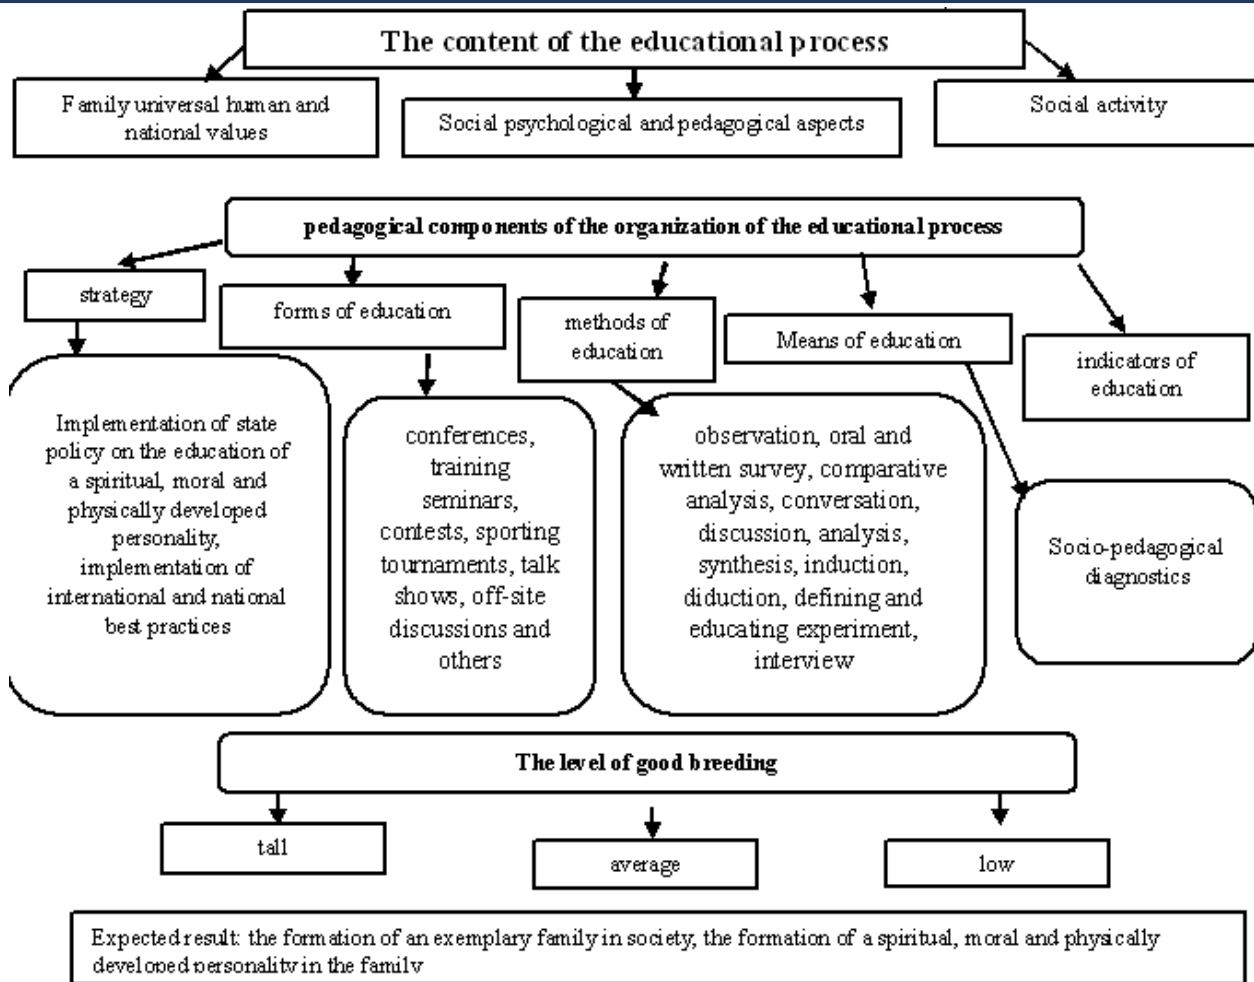 The content of the educational process
Family universal human and
national values
Social psychological and pedagogical aspects
Social activity
pedagogical components of the organization of the educational process
strategy
forms of education
methods of
education
Means of education
indicators of
education
Implementation of state
policy on the education of
a spiritual, moral and
physically developed
personality,
implementation of
international and national
best practices
conferences,
training
seminars,
contests, sporting
tournaments, talk
shows, off-site
discussions and
others
observation, oral and
written survey, comparative
analysis, conversation,
discussion, analysis,
synthesis, induction,
diduction, defining and
educating experiment,
interview
Socio-pedagogical
diagnostics
The level of good breeding
tall
average
low
Expected result: the formation of an exemplary family in society, the formation of a spiritual, moral and physically
developed personality in the family